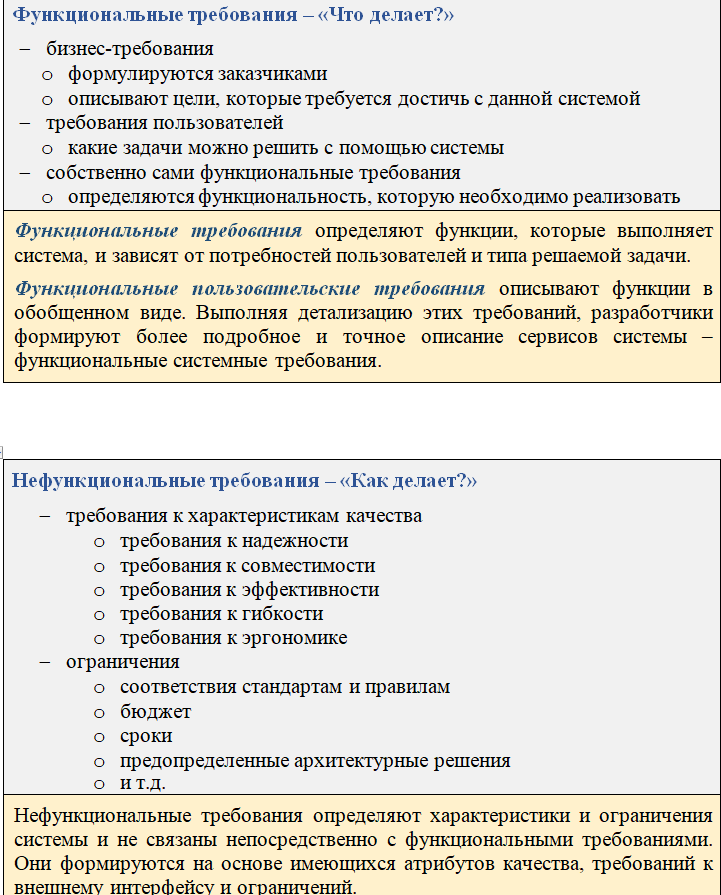 Функциональные требования – «Что делает?»
– бизнес-требования
o формулируются заказчиками
o описывают цели, которые требуется достичь с данной системой
– требования пользователей
o какие задачи можно решить с помощью системы
– собственно сами функциональные требования
o определяются функциональность, которую необходимо реализовать
Функциональные требования определяют функции, которые выполняет
система, и зависят от потребностей пользователей и типа решаемой задачи.
Функциональные пользовательские требования описывают функции в
обобщенном виде. Выполняя детализацию этих требований, разработчики
формируют более подробное и точное описание сервисов системы –
функциональные системные требования.
Нефункциональные требования – «Как делает?»
– требования к характеристикам качества
o требования к надежности
o требования к совместимости
o требования к эффективности
o требования к гибкости
o требования к эргономике
– ограничения
o соответствия стандартам и правилам
o бюджет
o сроки
o предопределенные архитектурные решения
o и т.д.
Нефункциональные требования определяют характеристики и ограничения
системы и не связаны непосредственно с функциональными требованиями.
Они формируются на основе имеющихся атрибутов качества, требований к
внешнему интерфейсу и ограничений.